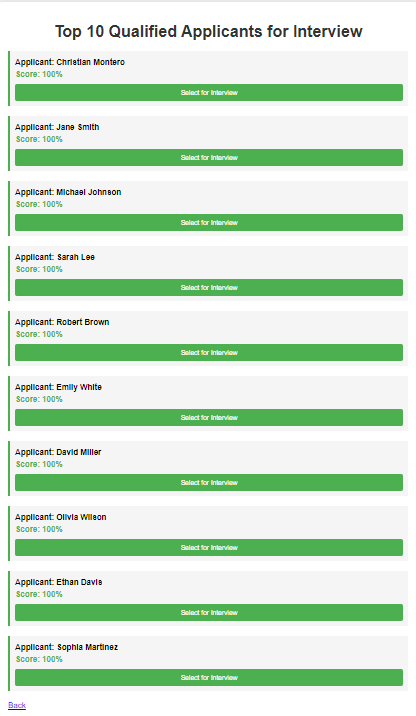 Top 10 Qualified Applicants for Interview
Applicant: Christian Montero
Score: 100%
Select for Interview
Applicant: Jane Smith
Score: 100%
Select for Interview
Applicant: Michael Johnson
Score: 100%
Select for Interview
Applicant: Sarah Lee
Score: 100%
Select for Interview
Applicant: Robert Brown
Score: 100%
Select for Interview
Applicant: Emily White
Score: 100%
Select for Interview
Applicant: David Miller
Score: 100%
Select for Interview
Applicant: Olivia Wilson
Score: 100%
Select for Interview
Applicant: Ethan Davis
Score: 100%
Select for Interview
Applicant: Sophia Martinez
Score: 100%
Select for Interview
Back